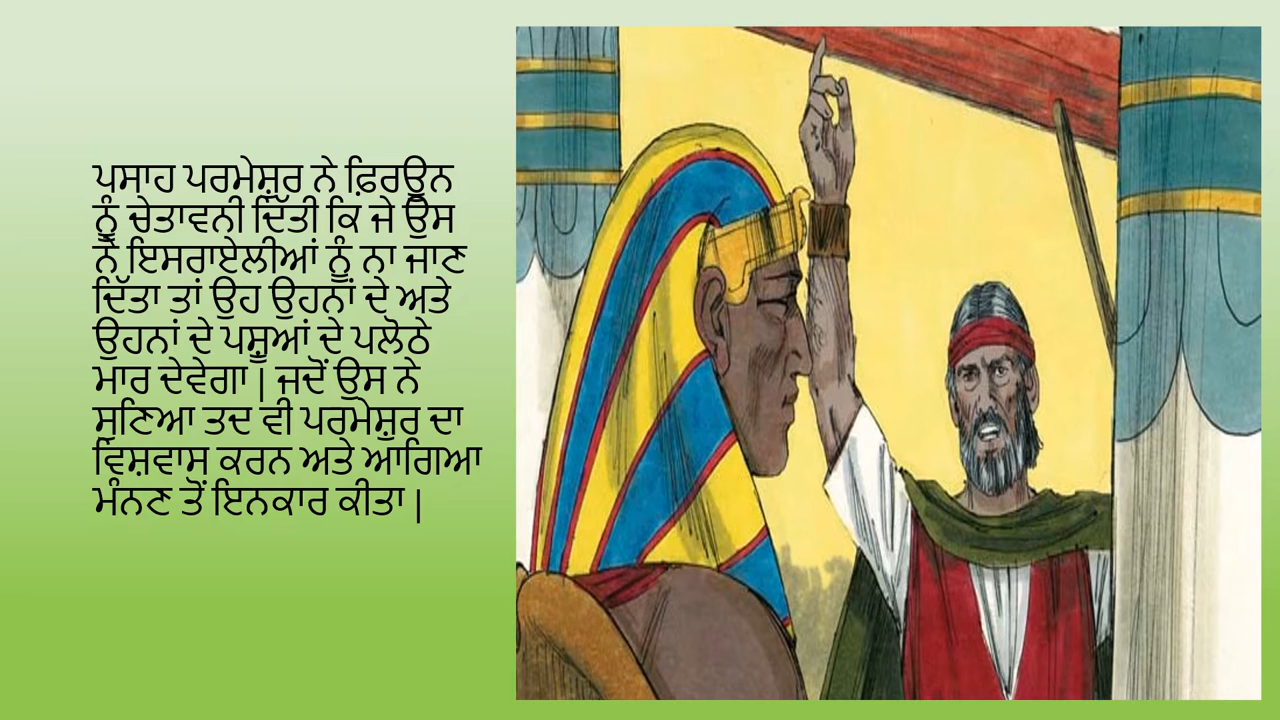 ਪਸਾਹ ਪਰਮੇਸ਼ੁਰ ਨੇ ਫ਼ਿਰਊਨ
ਨੂੰ ਚੇਤਾਵਨੀ ਦਿੱਤੀ ਕਿ ਜੇ ਉਸ
ਨੇ ਇਸਰਾਏਲੀਆਂ ਨੂੰ ਨਾ ਜਾਣ
ਦਿੱਤਾ ਤਾਂ ਉਹ ਉਹਨਾਂ ਦੇ ਅਤੇ
ਉਹਨਾਂ ਦੇ ਪਸ਼ੂਆਂ ਦੇ ਪਲੋਠੇ
ਮਾਰ ਦੇਵੇਗਾ | ਜਦੋਂ ਉਸ ਨੇ
ਸੁਣਿਆ ਤਦ ਵੀ ਪਰਮੇਸ਼ੁਰ ਦਾ
ਵਿਸ਼ਵਾਸ ਕਰਨ ਅਤੇ ਆਗਿਆ
ਮੰਨਣ ਤੋਂ ਇਨਕਾਰ ਕੀਤਾ |